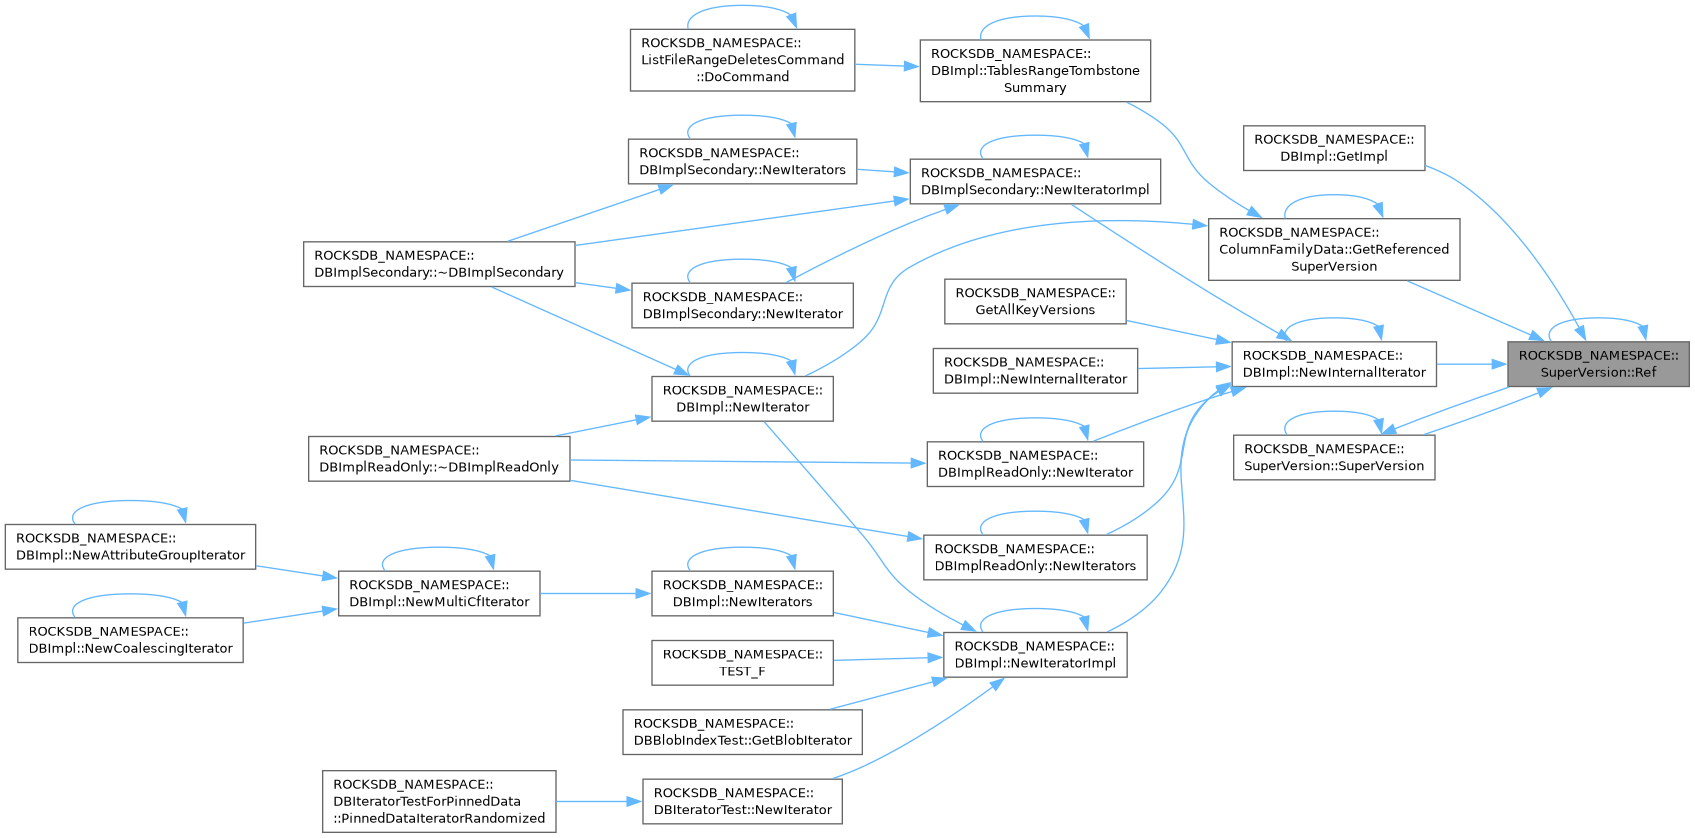 ROCKSDB_NAMESPACE::
ListFileRangeDeletesCommand
::DoCommand
ROCKSDB_NAMESPACE::
DBImpl::TablesRangeTombstone
Summary
ROCKSDB_NAMESPACE::
DBImplSecondary::NewIterators
ROCKSDB_NAMESPACE::
DBImplSecondary::NewIteratorImpl
ROCKSDB_NAMESPACE::
DBImpl::GetImpl
ROCKSDB_NAMESPACE::
ColumnFamilyData::GetReferenced
SuperVersion
ROCKSDB_NAMESPACE::
DBImplSecondary::~DBImplSecondary
ROCKSDB_NAMESPACE::
DBImplSecondary::NewIterator
ROCKSDB_NAMESPACE::
GetAllKeyVersions
ROCKSDB_NAMESPACE::
DBImpl::NewInternalIterator
ROCKSDB_NAMESPACE::
DBImpl::NewInternalIterator
ROCKSDB_NAMESPACE::
SuperVersion::Ref
ROCKSDB_NAMESPACE::
DBImpl::NewIterator
ROCKSDB_NAMESPACE::
DBImplReadOnly::~DBImplReadOnly
ROCKSDB_NAMESPACE::
DBImplReadOnly::NewIterator
ROCKSDB_NAMESPACE::
SuperVersion::SuperVersion
ROCKSDB_NAMESPACE::
DBImpl::NewAttributeGroupIterator
ROCKSDB_NAMESPACE::
DBImplReadOnly::NewIterators
ROCKSDB_NAMESPACE::
DBImpl::NewMultiCfIterator
ROCKSDB_NAMESPACE::
DBImpl::NewIterators
ROCKSDB_NAMESPACE::
DBImpl::NewCoalescingIterator
ROCKSDB_NAMESPACE::
TEST_F
ROCKSDB_NAMESPACE::
DBImpl::NewIteratorImpl
ROCKSDB_NAMESPACE::
DBBlobIndexTest::GetBlobIterator
ROCKSDB_NAMESPACE::
DBIteratorTestForPinnedData
::PinnedDataIteratorRandomized
ROCKSDB_NAMESPACE::
DBIteratorTest::NewIterator